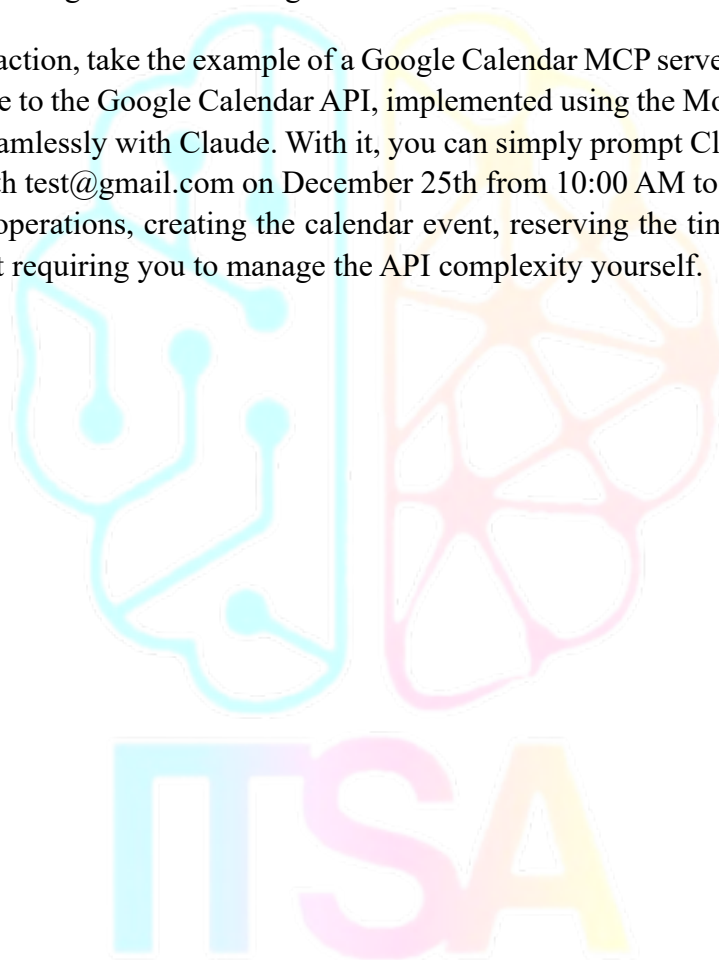 action, take the example of a Google Calendar MCP serve
e to the Google Calendar API, implemented using the Mo
amlessly with Claude. With it, you can simply prompt Cl
th test@gmail.com on December 25th from 10:00 AM to
operations, creating the calendar event, reserving the tim
t requiring you to manage the API complexity yourself.
ITSA